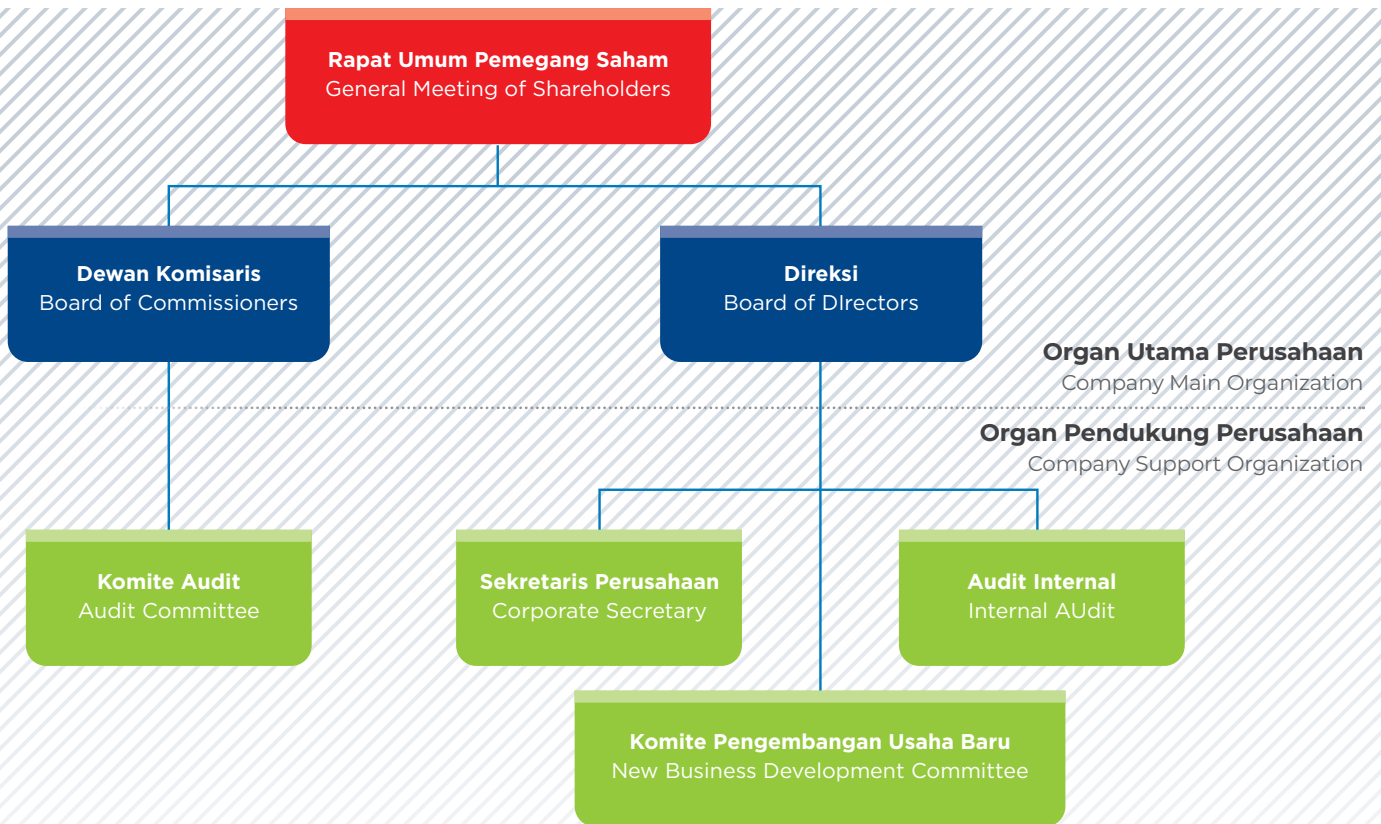 Rapat Umum Pemegang Saham
General Meeting of Shareholders
Dewan Komisaris
Board of Commissioners
Direksi
Board of DIrectors
Organ Utama Perusahaan
Company Main Organization
Organ Pendukung Perusahaan
Company Support Organization
Komite Audit
Audit Committee
Sekretaris Perusahaan
Corporate Secretary
Audit Internal
Internal AUdit
Komite Pengembangan Usaha Baru
New Business Development Committee